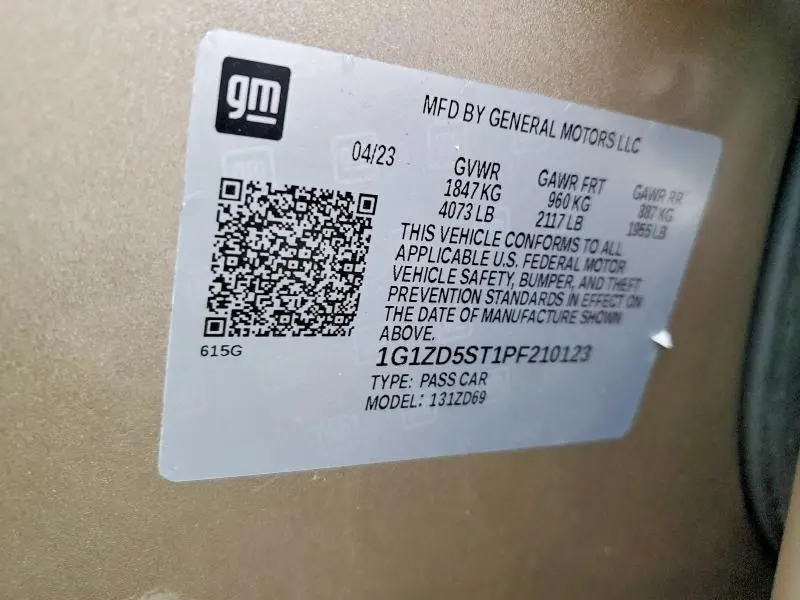 gm
MFD BY GENERAL MOTORS LLC
04/23
GVWR
1847 KG
4073 LB
GAWR FRT
960 KG
2117 LB
GAWR RR
887 KG
1955 LB
THIS VEHICLE CONFORMS TO ALL
APPLICABLE U.S. FEDERAL MOTOR
VEHICLE SAFETY, BUMPER, AND THEFT
PREVENTION STANDARDS IN EFFECT ON
THE DATE OF MANUFACTURE SHOWN
ABOVE.
615G
1G1ZD5ST1PF210123
TYPE: PASS CAR
MODEL: 131ZD69